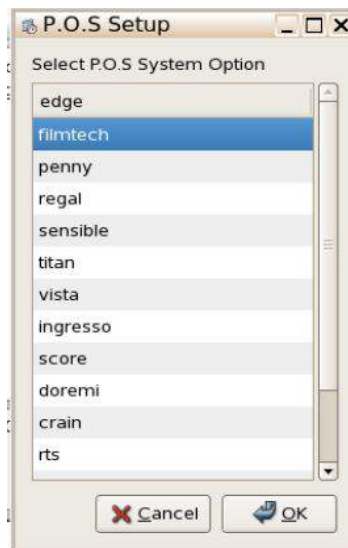 P.O.S Setup
Select P.O.S System Option
edge
filmtech
penny
regal
sensible
titan
vista
ingresso
score
doremi
crain
rts
Cancel
OK